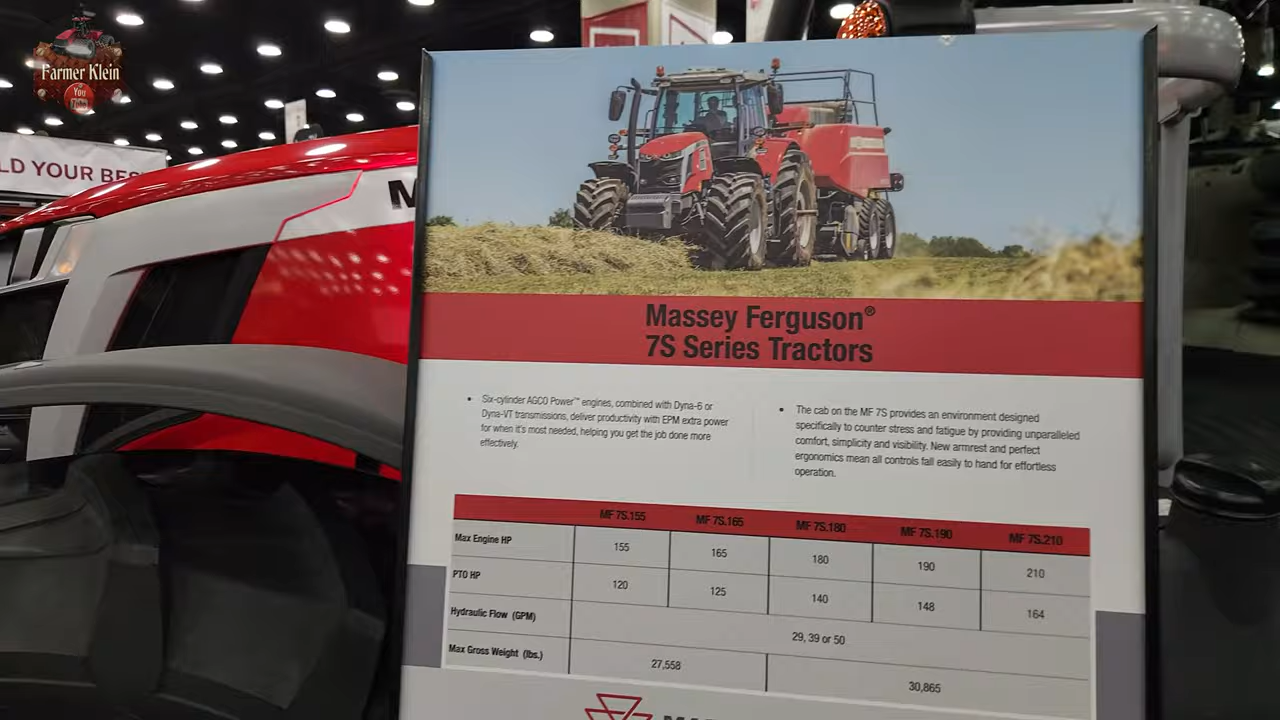 Farmer Klein
You
Tube
LD YOUR BES
M
Massey Ferguson®
7S Series Tractors
• Six-cylinder AGCO Power™ engines, combined with Dyna-6 or
Dyna-VT transmissions, deliver productivity with EPM extra power
for when it's most needed, helping you get the job done more
effectively.
• The cab on the MF 7S provides an environment designed
specifically to counter stress and fatigue by providing unparalleled
comfort, simplicity and visibility. New armrest and perfect
ergonomics mean all controls fall easily to hand for effortless
operation.
MF 7S.155 MF 7S.165 MF 7S.180 MF 7S.190 MF 7S.210
Max Engine HP 155 165 180 190 210
PTO HP 120 125 140 148 164
Hydraulic Flow (GPM) 29, 39 or 50
Max Gross Weight (lbs.) 27,558 30,865